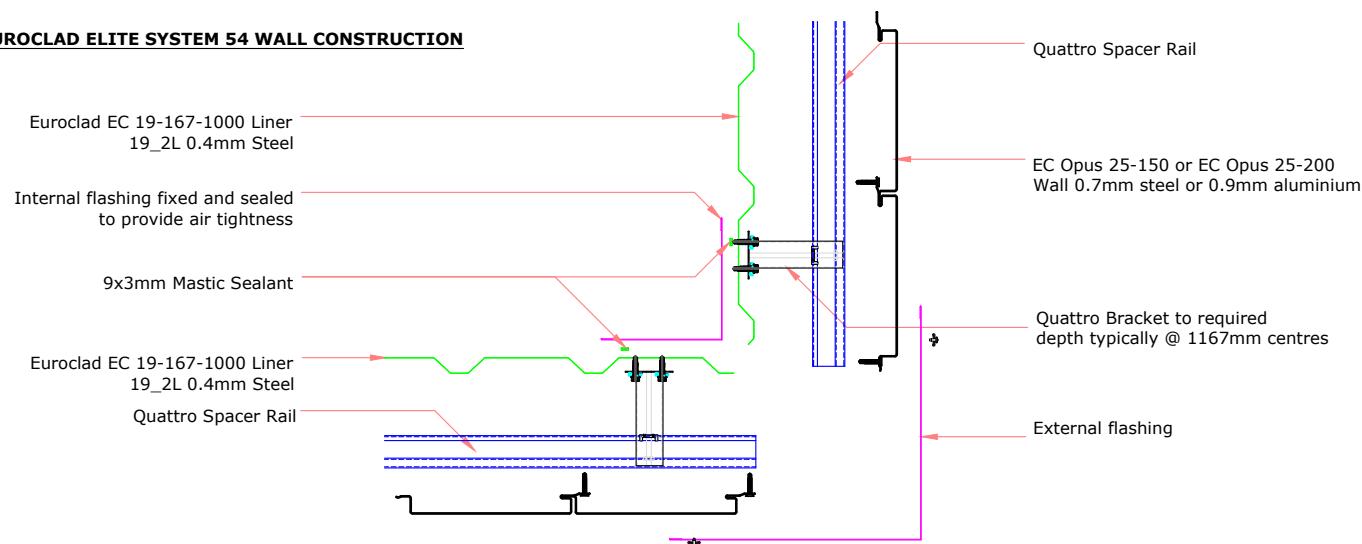 UROCLAD ELITE SYSTEM 54 WALL CONSTRUCTION
Euroclad EC 19-167-1000 Liner
19_2L 0.4mm Steel
Internal flashing fixed and sealed
to provide air tightness
9x3mm Mastic Sealant
Euroclad EC 19-167-1000 Liner
19_2L 0.4mm Steel
Quattro Spacer Rail
Quattro Spacer Rail
EC Opus 25-150 or EC Opus 25-200
Wall 0.7mm steel or 0.9mm aluminium
Quattro Bracket to required
depth typically @ 1167mm centres
External flashing